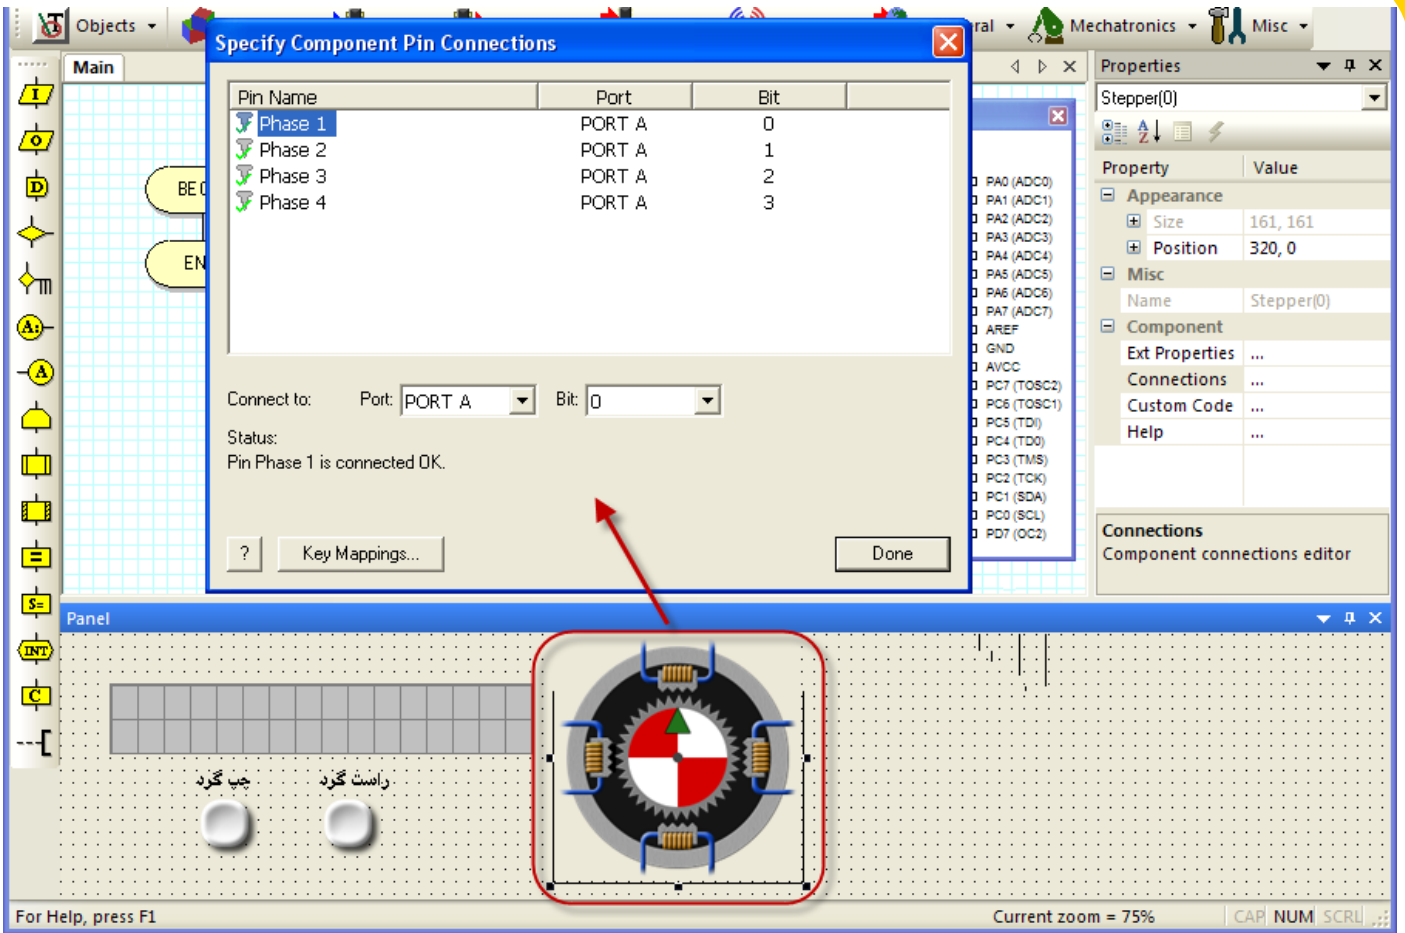 Objects
ral
Mechatronics
Misc
Specify Component Pin Connections
Main
Properties
Pin Name Port Bit
Stepper(0)
Phase 1 PORT A 0
Phase 2 PORT A 1
Phase 3 PORT A 2
Phase 4 PORT A 3
Property Value
Appearance
Size 161, 161
Position 320, 0
Misc
Name Stepper(0)
Component
Ext Properties ...
Connections ...
Custom Code ...
Help ...
I
O
D
A:
A
=
S=
INT
C
BEG
EN
PA0 (ADC0)
PA1 (ADC1)
PA2 (ADC2)
PA3 (ADC3)
PA4 (ADC4)
PA5 (ADC5)
PA6 (ADC6)
PA7 (ADC7)
AREF
GND
AVCC
PC7 (TOSC2)
PC6 (TOSC1)
PC5 (TDI)
PC4 (TDO)
PC3 (TMS)
PC2 (TCK)
PC1 (SDA)
PC0 (SCL)
PD7 (OC2)
Connect to: Port: PORT A Bit: 0
Status:
Pin Phase 1 is connected OK.
? Key Mappings... Done
Connections
Component connections editor
Panel
چپ گرد راست گرد
For Help, press F1
Current zoom = 75% CAP NUM SCRL